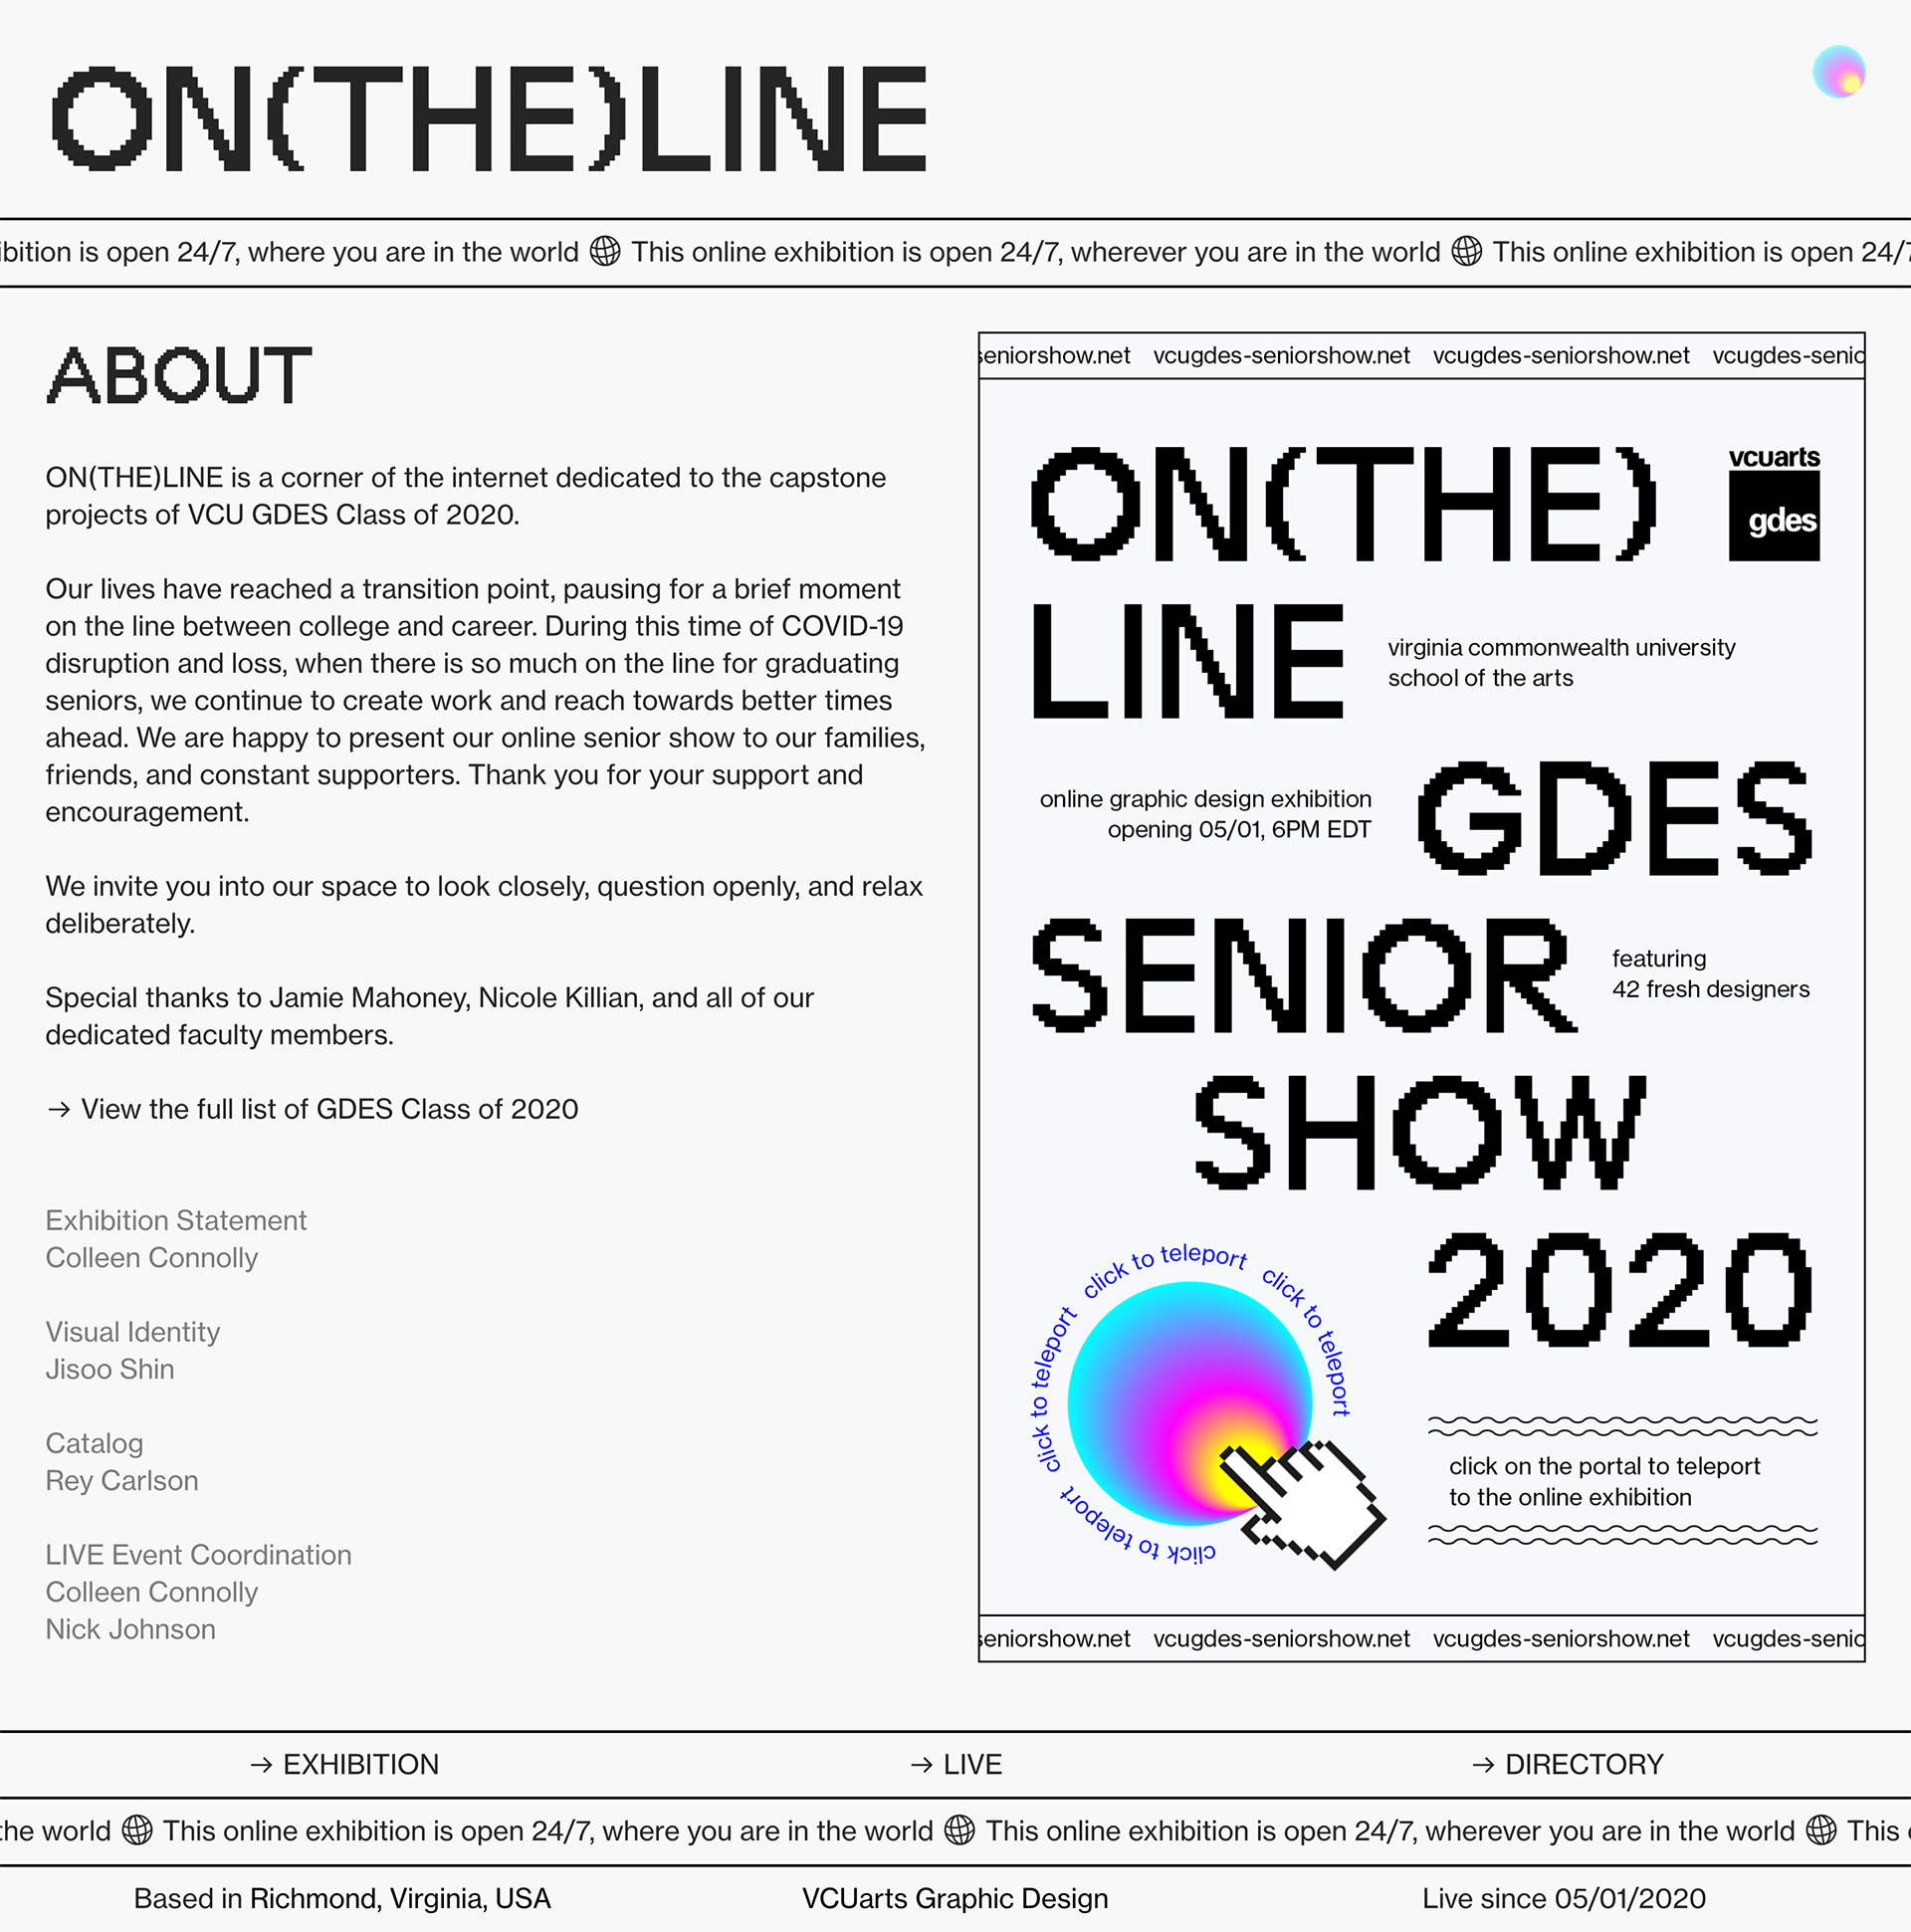 ON(THE)LINE
ibition is open 24/7, where you are in the world This online exhibition is open 24/7, wherever you are in the world This online exhibition is open 24/7
ABOUT
ON(THE)LINE is a corner of the internet dedicated to the capstone
projects of VCU GDES Class of 2020.
Our lives have reached a transition point, pausing for a brief moment
on the line between college and career. During this time of COVID-19
disruption and loss, when there is so much on the line for graduating
seniors, we continue to create work and reach towards better times
ahead. We are happy to present our online senior show to our families,
friends, and constant supporters. Thank you for your support and
encouragement.
We invite you into our space to look closely, question openly, and relax
deliberately.
Special thanks to Jamie Mahoney, Nicole Killian, and all of our
dedicated faculty members.
→ View the full list of GDES Class of 2020
Exhibition Statement
Colleen Connolly
Visual Identity
Jisoo Shin
Catalog
Rey Carlson
LIVE Event Coordination
Colleen Connolly
Nick Johnson
seniorshow.net vcugdes-seniorshow.net vcugdes-seniorshow.net vcugdes-senio
ON(THE)
vcuarts
gdes
LINE
virginia commonwealth university
school of the arts
online graphic design exhibition
opening 05/01, 6PM EDT
GDES
SENIOR
featuring
42 fresh designers
SHOW
2020
click to teleport click to teleport click to teleport click to teleport
click on the portal to teleport
to the online exhibition
seniorshow.net vcugdes-seniorshow.net vcugdes-seniorshow.net vcugdes-senio
→ EXHIBITION
→ LIVE
→ DIRECTORY
the world This online exhibition is open 24/7, where you are in the world This online exhibition is open 24/7, wherever you are in the world This
Based in Richmond, Virginia, USA
VCUarts Graphic Design
Live since 05/01/2020